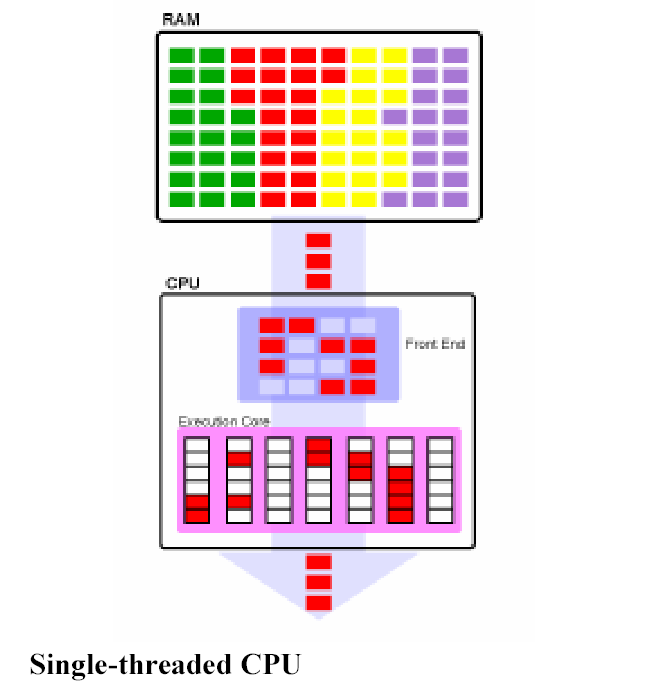 RAM
CPU
Front End
Execution Core
Single-threaded CPU